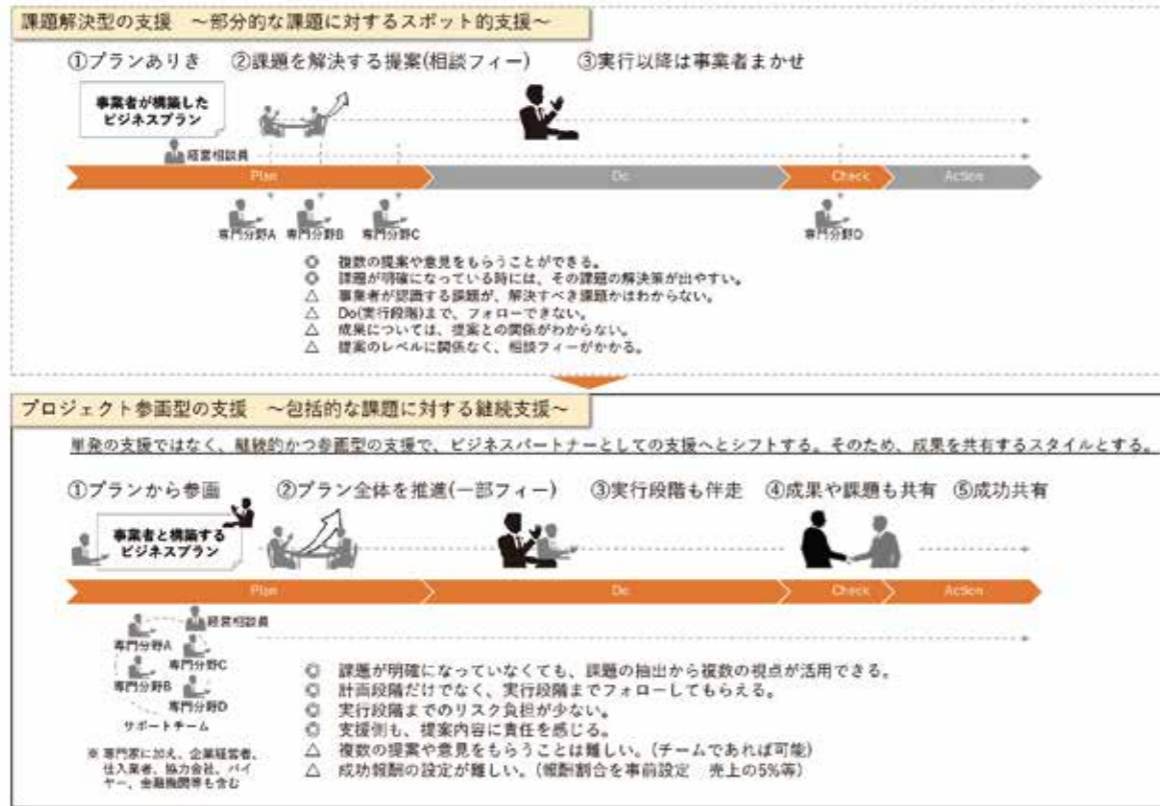 課題解決型の支援　～部分的な課題に対するスポット的支援～
①プランありき　②課題を解決する提案(相談フィー)　③実行以降は事業者まかせ
事業者が構築した
ビジネスプラン
経営相談員
Plan　Do　Check　Action
専門分野A　専門分野B　専門分野C　専門分野D
◎　複数の提案や意見をもらうことができる。
◎　課題が明確になっている時には、その課題の解決策が出やすい。
△　事業者が認識する課題が、解決すべき課題かはわからない。
△　Do(実行段階)まで、フォローできない。
△　成果については、提案との関係がわからない。
△　提案のレベルに関係なく、相談フィーがかかる。
プロジェクト参画型の支援　～包括的な課題に対する継続支援～
単発の支援ではなく、継続的かつ参画型の支援で、ビジネスパートナーとしての支援へとシフトする。そのため、成果を共有するスタイルとする。
①プランから参画　②プラン全体を推進(一部フィー)　③実行段階も伴走　④成果や課題も共有　⑤成功共有
事業者と構築する
ビジネスプラン
Plan　Do　Check　Action
経営相談員
専門分野A
専門分野C
専門分野B
専門分野D
サポートチーム
※ 専門家に加え、企業経営者、
仕入業者、協力会社、バイ
ヤー、金融機関等も含む
◎　課題が明確になっていなくても、課題の抽出から複数の視点が活用できる。
◎　計画段階だけでなく、実行段階までフォローしてもらえる。
◎　実行段階までのリスク負担が少ない。
◎　支援側も、提案内容に責任を感じる。
△　複数の提案や意見をもらうことは難しい。(チームであれば可能)
△　成功報酬の設定が難しい。(報酬割合を事前設定　売上の5%等)